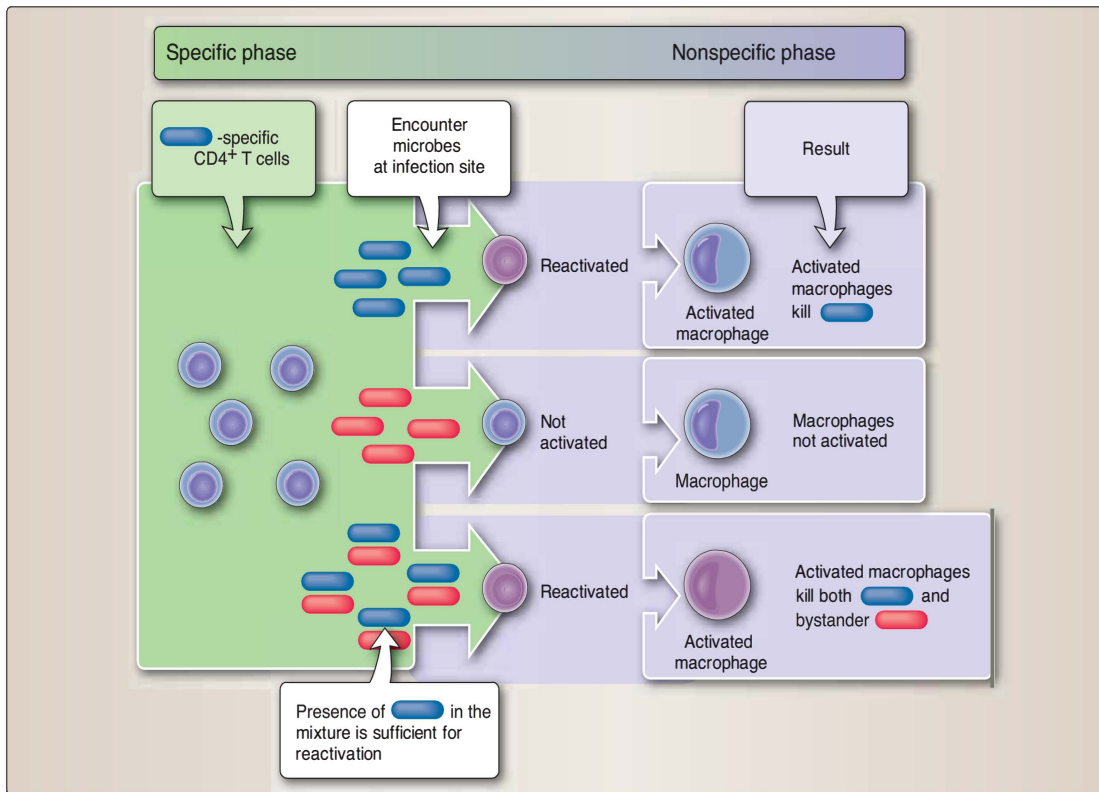 Specific phase
Nonspecific phase
-specific
CD4+ T cells
Encounter
microbes
at infection site
Result
Reactivated
Activated
macrophage
Activated
macrophages
kill
Not
activated
Macrophage
Macrophages
not activated
Reactivated
Activated
macrophage
Activated macrophages
kill both and
bystander
Presence of in the
mixture is sufficient for
reactivation